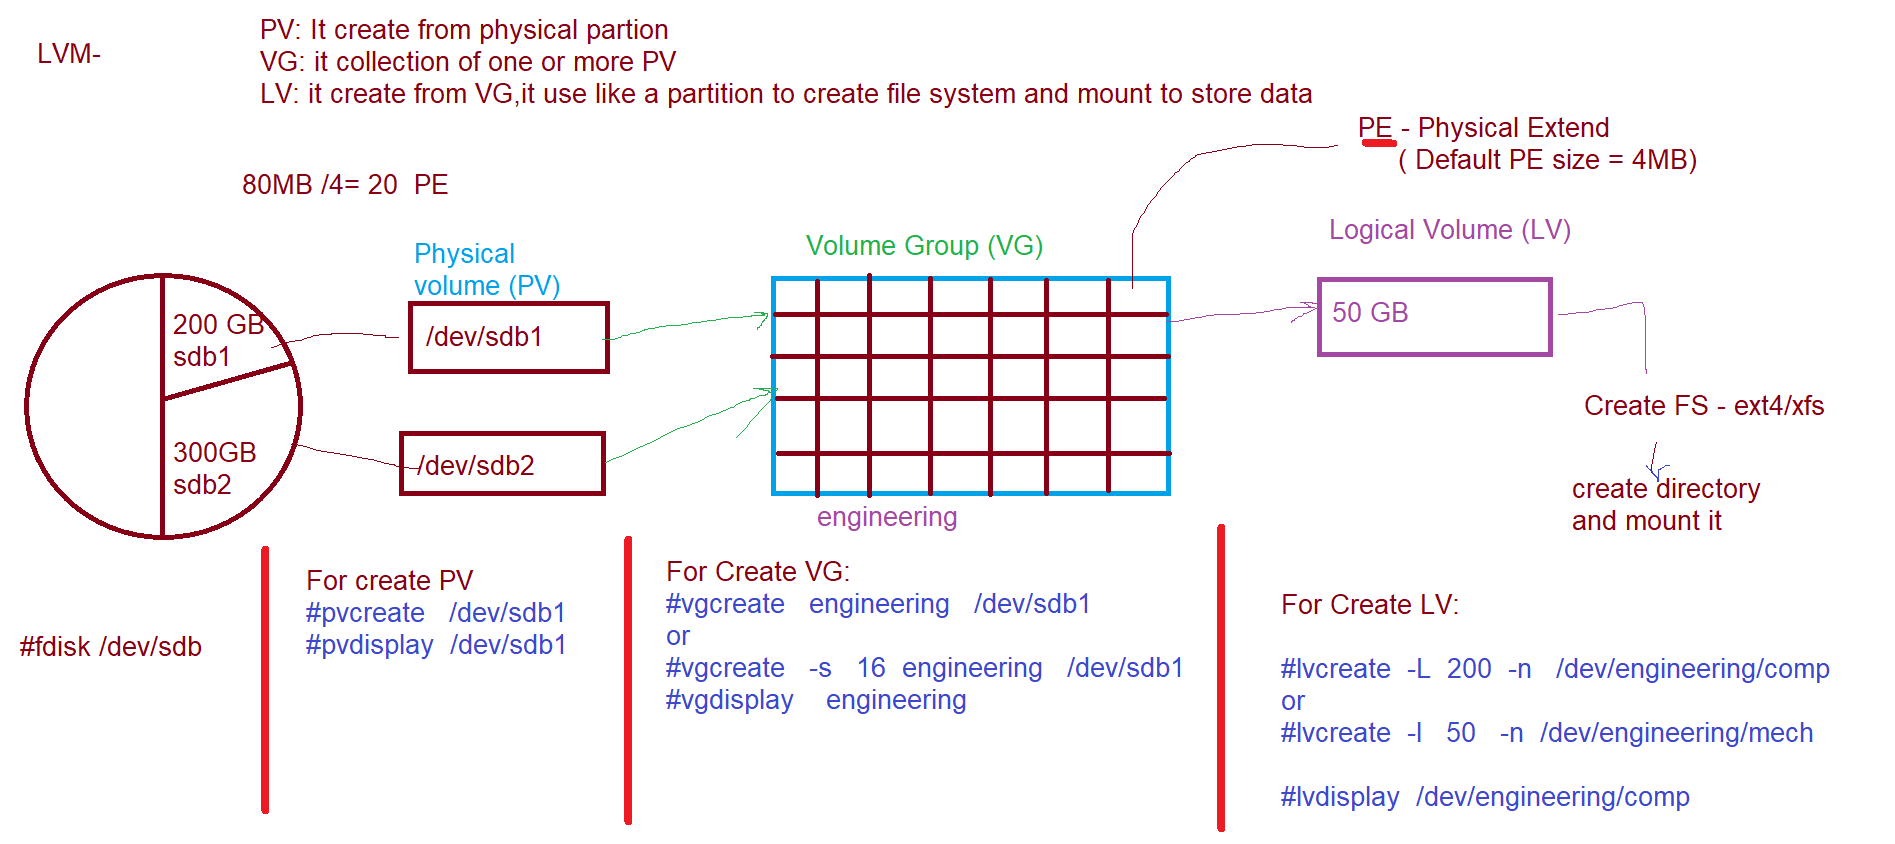 LVM-
PV: It create from physical partion
VG: it collection of one or more PV
LV: it create from VG,it use like a partition to create file system and mount to store data
PE - Physical Extend
( Default PE size = 4MB)
80MB /4= 20 PE
Physical
volume (PV)
Volume Group (VG)
Logical Volume (LV)
200 GB
sdb1
/dev/sdb1
50 GB
300GB
sdb2
/dev/sdb2
Create FS - ext4/xfs
create directory
and mount it
engineering
#fdisk /dev/sdb
For create PV
#pvcreate /dev/sdb1
#pvdisplay /dev/sdb1
For Create VG:
#vgcreate engineering /dev/sdb1
or
#vgcreate -s 16 engineering /dev/sdb1
#vgdisplay engineering
For Create LV:
#lvcreate -L 200 -n /dev/engineering/comp
or
#lvcreate -l 50 -n /dev/engineering/mech
#lvdisplay /dev/engineering/comp